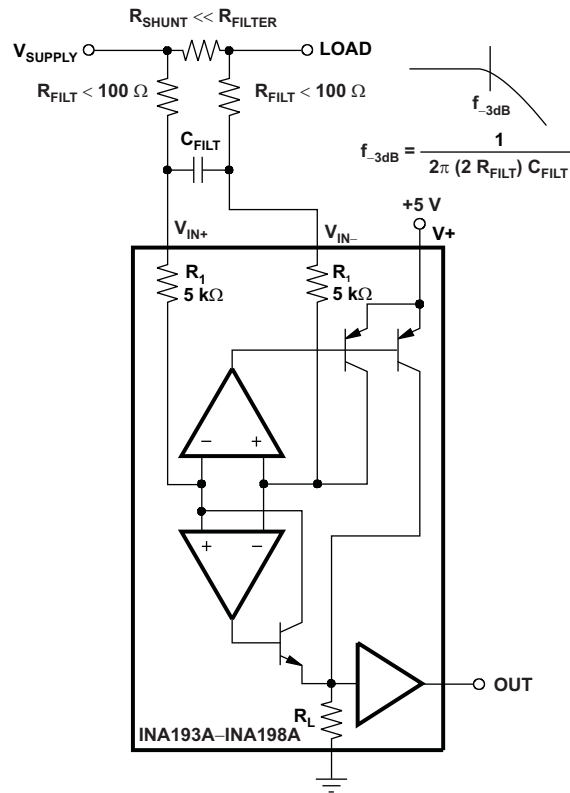 R_SHUNT << R_FILTER
V_SUPPLY
LOAD
R_FILT < 100 Ω
R_FILT < 100 Ω
f_–3dB
C_FILT
f_–3dB = 1 / 2π (2 R_FILT) C_FILT
+5 V
V+
V_IN+
V_IN–
R_1
5 kΩ
R_1
5 kΩ
– +
+ –
OUT
R_L
INA193A–INA198A